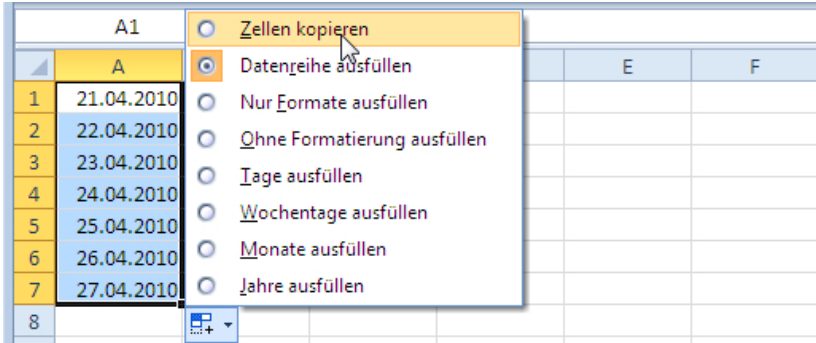 A1
Zellen kopieren
A
Datenreihe ausfüllen
E
F
1
21.04.2010
Nur Formate ausfüllen
2
22.04.2010
Ohne Formatierung ausfüllen
3
23.04.2010
Tage ausfüllen
4
24.04.2010
Wochentage ausfüllen
5
25.04.2010
Monate ausfüllen
6
26.04.2010
Jahre ausfüllen
7
27.04.2010
8